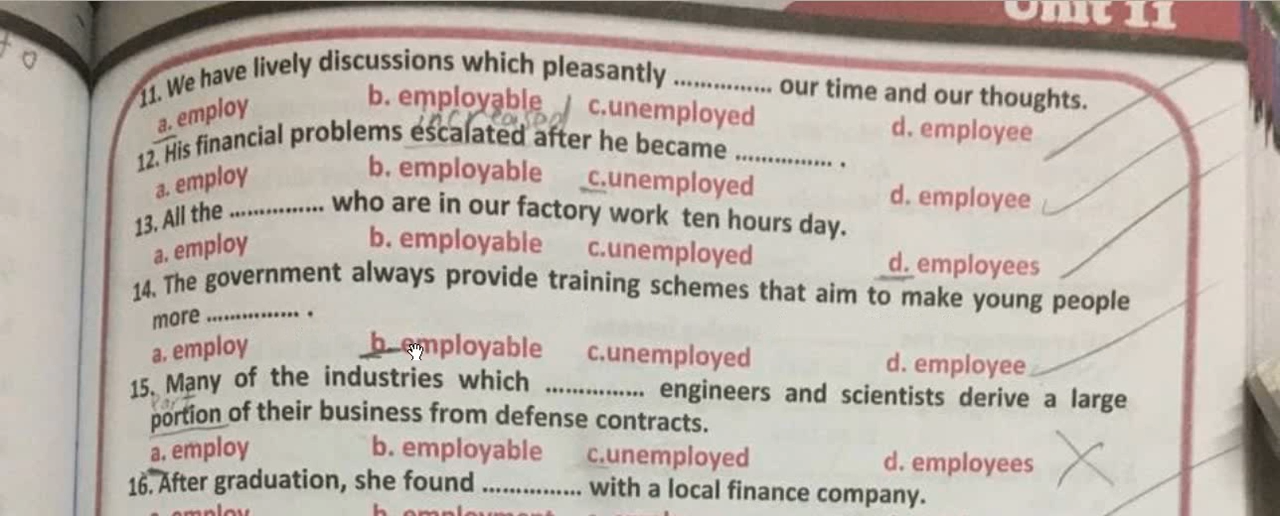 Unit 11
11. We have lively discussions which pleasantly ............... our time and our thoughts.
a. employ b. employable c.unemployed d. employee
increased
12. His financial problems escalated after he became ............... .
a. employ b. employable c.unemployed d. employee
13. All the ............... who are in our factory work ten hours day.
a. employ b. employable c.unemployed d. employees
14. The government always provide training schemes that aim to make young people
more ............... .
a. employ b. employable c.unemployed d. employee
15. Many of the industries which ............... engineers and scientists derive a large
Part
portion of their business from defense contracts.
a. employ b. employable c.unemployed d. employees
16. After graduation, she found ............... with a local finance company.
a. employ b. employment